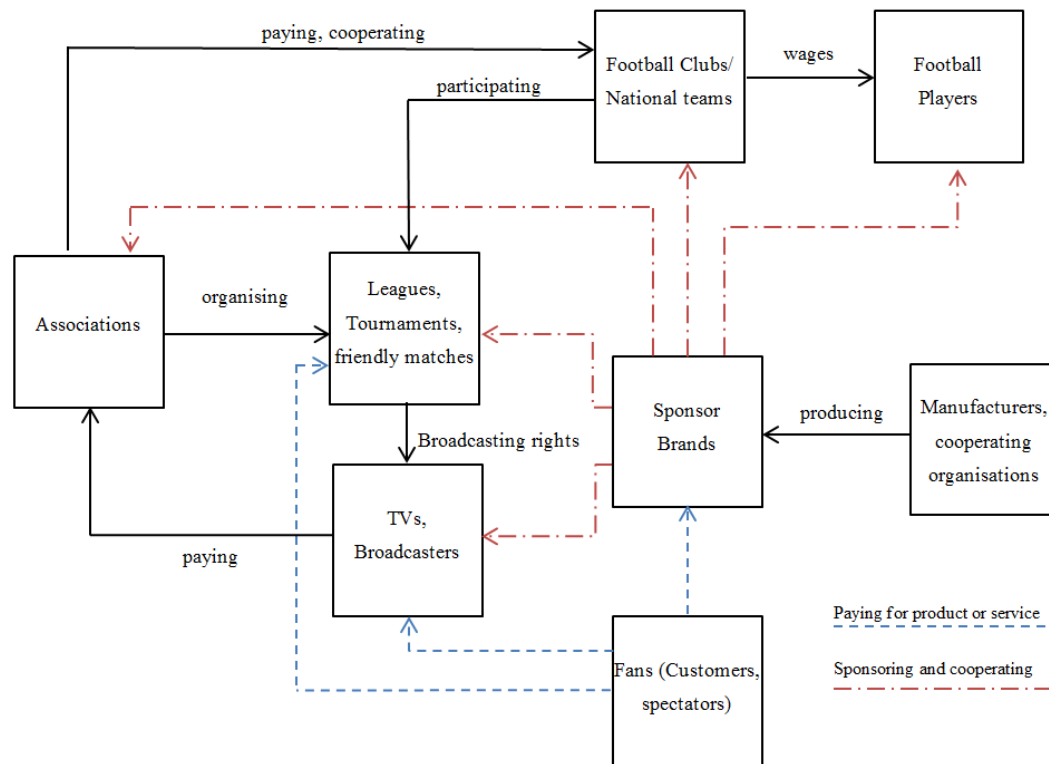 paying, cooperating
Football Clubs/
National teams
wages
Football
Players
participating
Associations
organising
Leagues,
Tournaments,
friendly matches
Sponsor
Brands
producing
Manufacturers,
cooperating
organisations
Broadcasting rights
TVs,
Broadcasters
paying
Paying for product or service
Fans (Customers,
spectators)
Sponsoring and cooperating